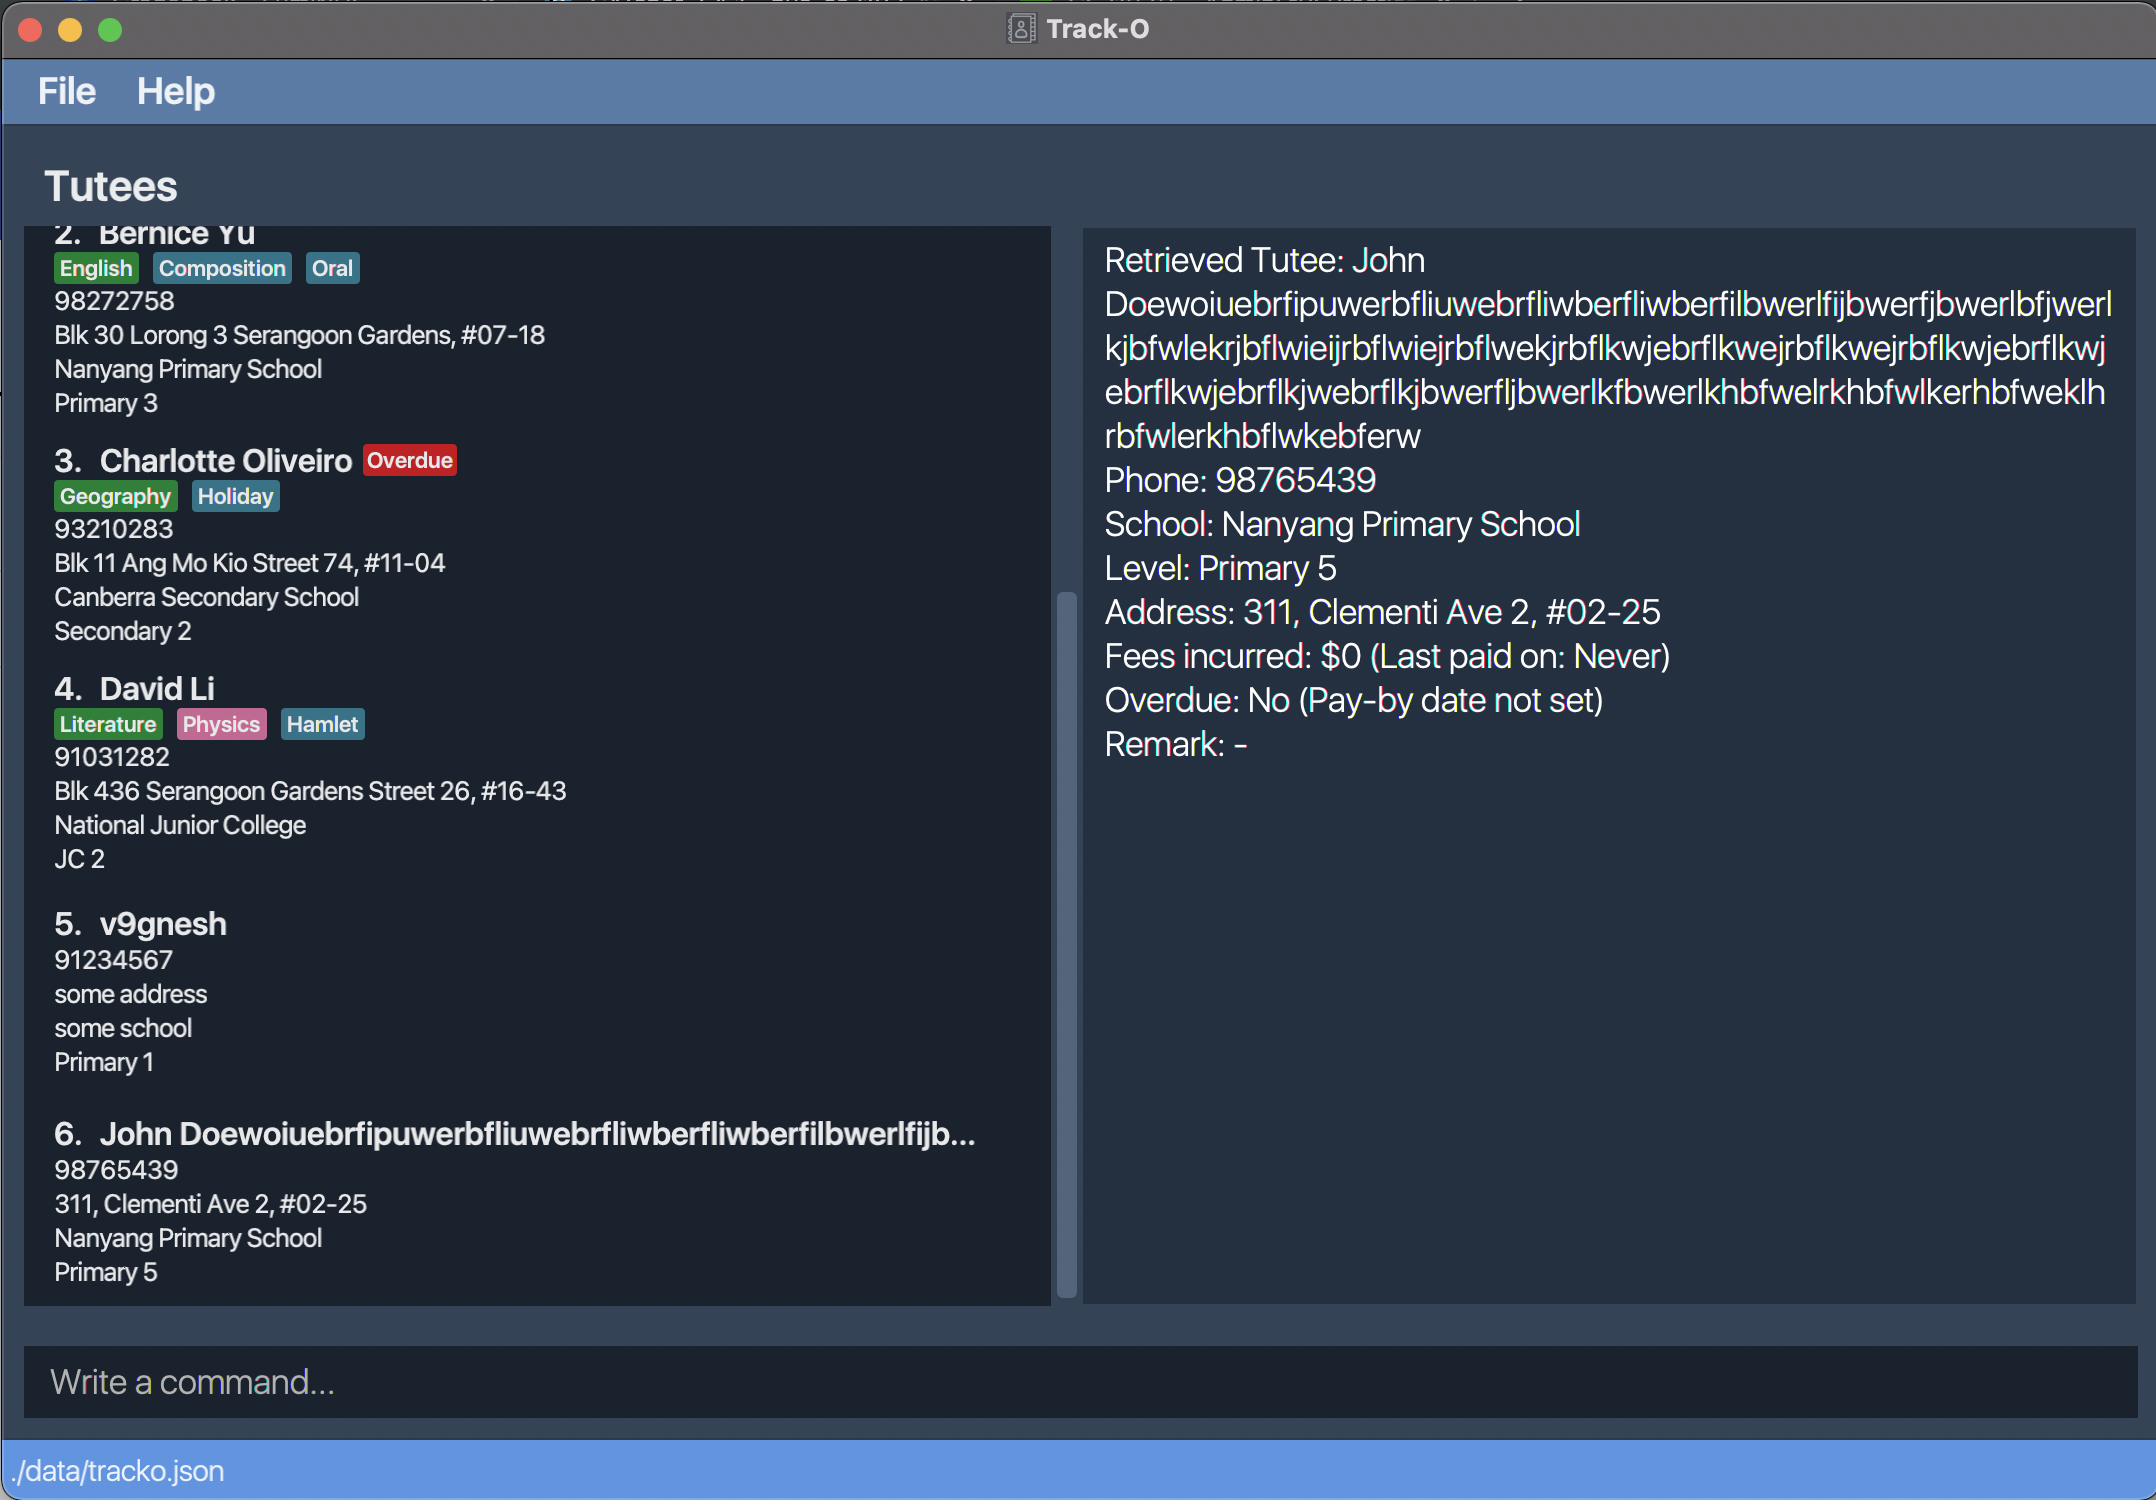 Track-O
File Help
Tutees
2. Bernice Yu
English Composition Oral
98272758
Blk 30 Lorong 3 Serangoon Gardens, #07-18
Nanyang Primary School
Primary 3
3. Charlotte Oliveiro Overdue
Geography Holiday
93210283
Blk 11 Ang Mo Kio Street 74, #11-04
Canberra Secondary School
Secondary 2
4. David Li
Literature Physics Hamlet
91031282
Blk 436 Serangoon Gardens Street 26, #16-43
National Junior College
JC 2
5. v9gnesh
91234567
some address
some school
Primary 1
6. John Doewoiuebrfipuwerbfliuwebrfliwberfliwberfilbwerlfijb...
98765439
311, Clementi Ave 2, #02-25
Nanyang Primary School
Primary 5
Retrieved Tutee: John
Doewoiuebrfipuwerbfliuwebrfliwberfliwberfilbwerlfijbwerfjbwerlbfjwerl
kjbfwlekrjbflwieijrbflwiejrbflwekjrbflkwjebrflkwejrbflkwejrbflkwjebrflkwj
ebrflkwjebrflkjwebrflkjbwerfljbwerlkfbwerlkhbfwelrkhbfwlkerhbfweklh
rbfwlerkhbflwkebferw
Phone: 98765439
School: Nanyang Primary School
Level: Primary 5
Address: 311, Clementi Ave 2, #02-25
Fees incurred: $0 (Last paid on: Never)
Overdue: No (Pay-by date not set)
Remark: -
Write a command...
./data/tracko.json